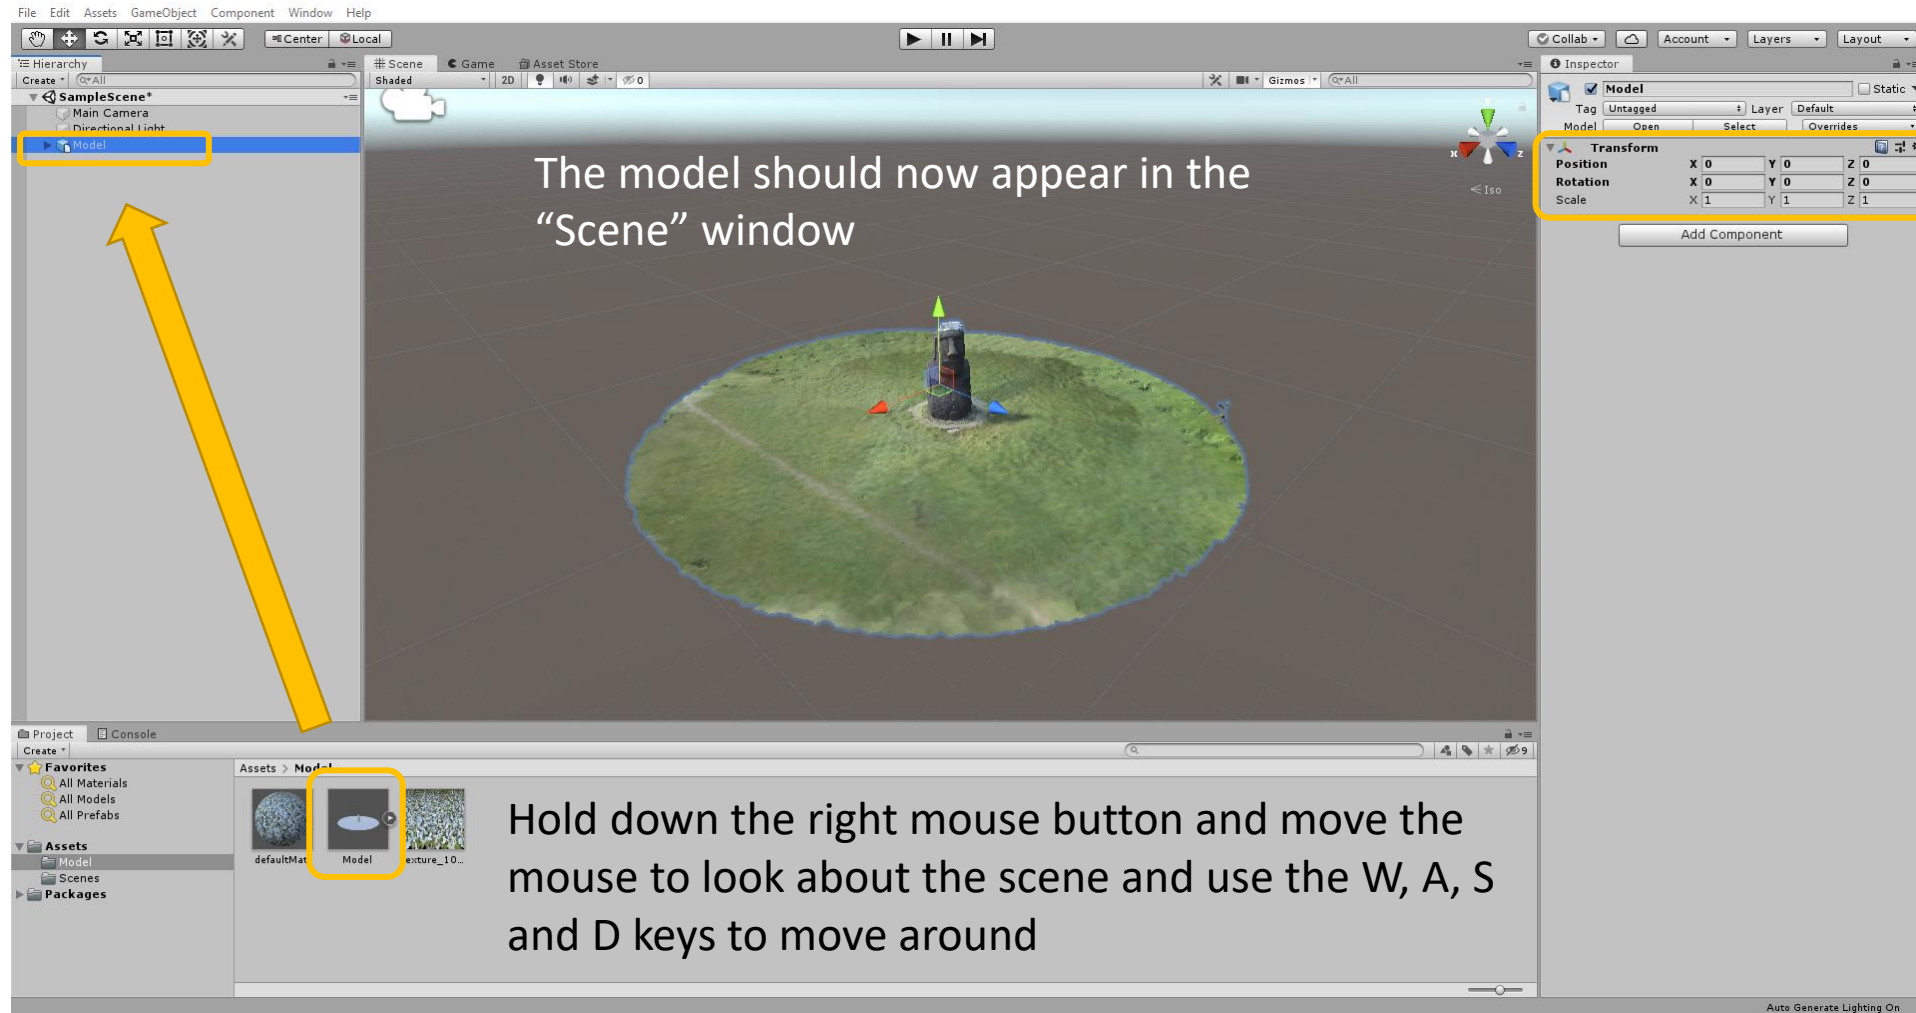 File Edit Assets GameObject Component Window Help
Center Local
Collab Account Layers Layout
Hierarchy
Create All
SampleScene*
Main Camera
Directional Light
Model
Scene Game Asset Store
Shaded 2D 0 Gizmos All
Y
X Z
Iso
The model should now appear in the
“Scene” window
Inspector
Model Static
Tag Untagged Layer Default
Model Open Select Overrides
Transform
Position X 0 Y 0 Z 0
Rotation X 0 Y 0 Z 0
Scale X 1 Y 1 Z 1
Add Component
Project Console
Create 9
Favorites
All Materials
All Models
All Prefabs
Assets
Model
Scenes
Packages
Assets > Model
defaultMat Model exture_10...
Hold down the right mouse button and move the
mouse to look about the scene and use the W, A, S
and D keys to move around
Auto Generate Lighting On